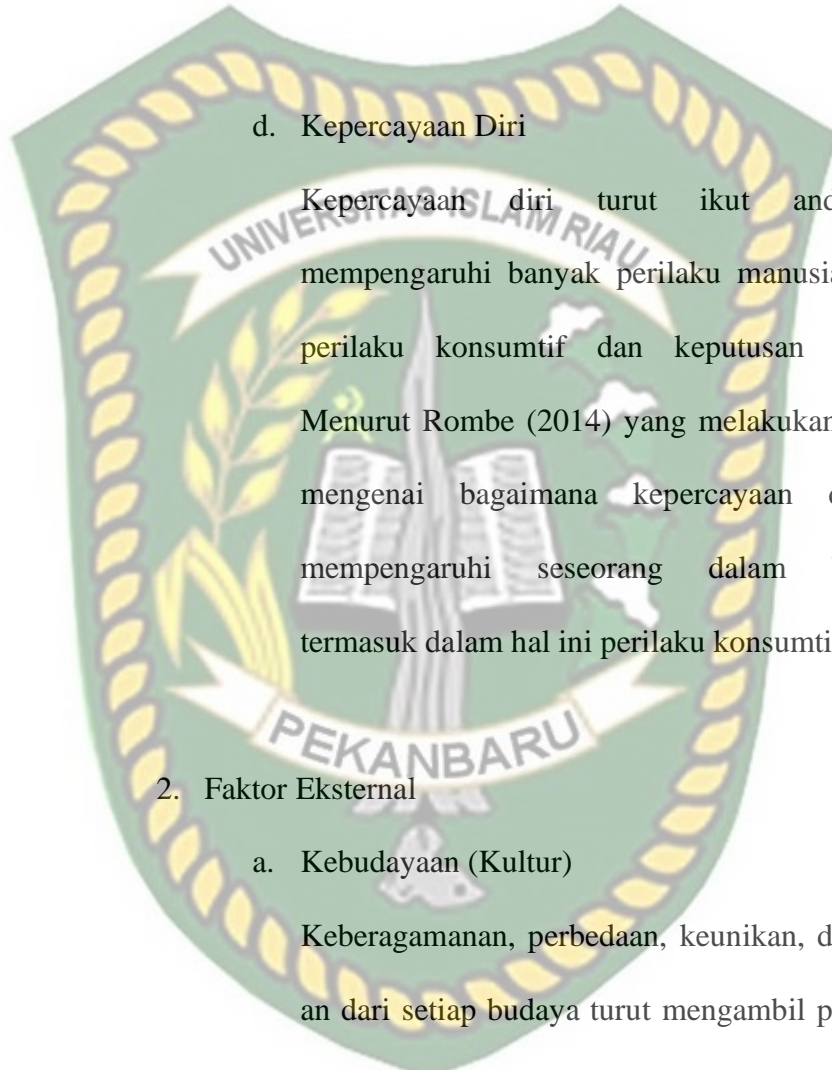 d. Kepercayaan Diri
UNIVERSITAS ISLAM RIAU
Kepercayaan diri turut ikut
mempengaruhi banyak perilaku manusia
perilaku konsumtif dan keputusan
Menurut Rombe (2014) yang melakukan
mengenai bagaimana kepercayaan
mempengaruhi seseorang dalam
termasuk dalam hal ini perilaku
PEKANBARU
2. Faktor Eksternal
a. Kebudayaan (Kultur)
Keberagamanan, perbedaan, keunikan,
an dari setiap budaya turut mengambil